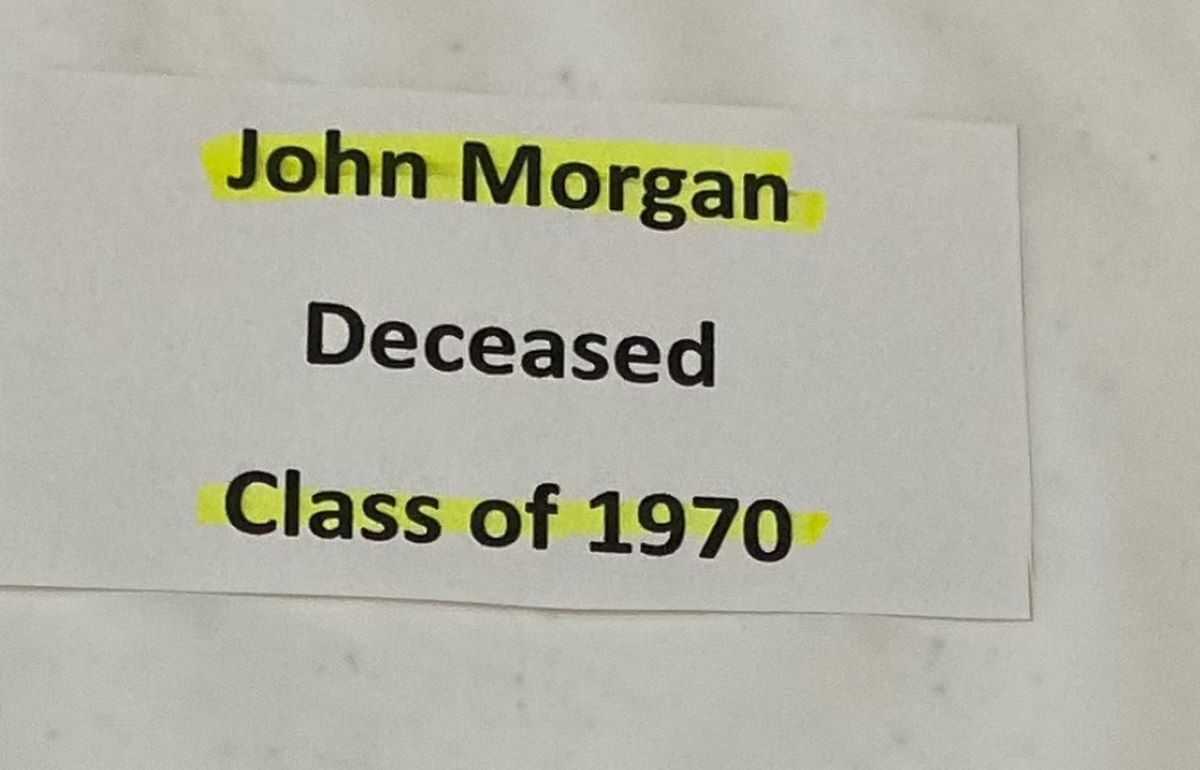 John Morgan
Deceased
Class of 1970